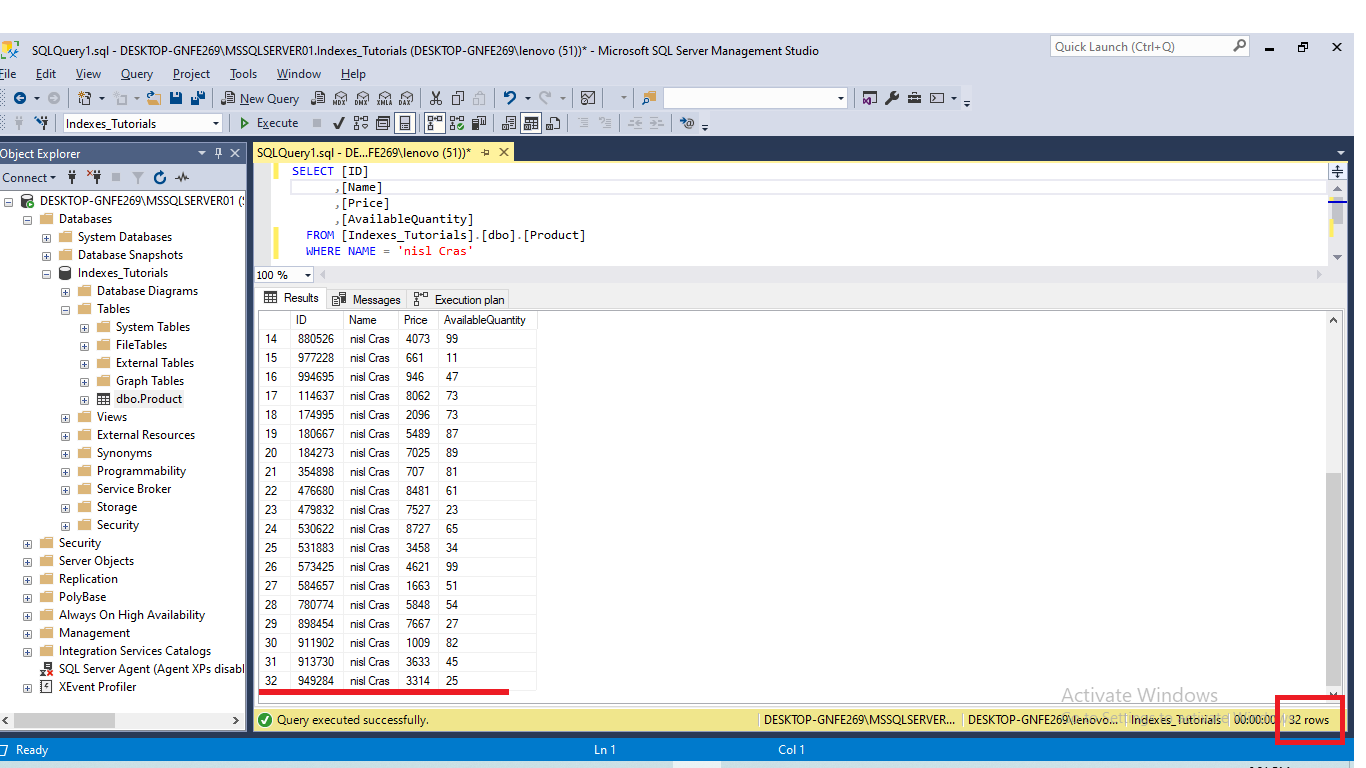 SQLQuery1.sql - DESKTOP-GNFE269\MSSQLSERVER01.Indexes_Tutorials (DESKTOP-GNFE269\lenovo (51))* - Microsoft SQL Server Management Studio
Quick Launch (Ctrl+Q)
File Edit View Query Project Tools Window Help
New Query MDX DMX XMLA DAX
Indexes_Tutorials Execute
Object Explorer
Connect
DESKTOP-GNFE269\MSSQLSERVER01 (S
Databases
System Databases
Database Snapshots
Indexes_Tutorials
Database Diagrams
Tables
System Tables
FileTables
External Tables
Graph Tables
dbo.Product
Views
External Resources
Synonyms
Programmability
Service Broker
Storage
Security
Security
Server Objects
Replication
PolyBase
Always On High Availability
Management
Integration Services Catalogs
SQL Server Agent (Agent XPs disabl
XEvent Profiler
SQLQuery1.sql - DE...FE269\lenovo (51))*
SELECT [ID]
,[Name]
,[Price]
,[AvailableQuantity]
FROM [Indexes_Tutorials].[dbo].[Product]
WHERE NAME = 'nisl Cras'
100 %
Results Messages Execution plan
ID Name Price AvailableQuantity
14 880526 nisl Cras 4073 99
15 977228 nisl Cras 661 11
16 994695 nisl Cras 946 47
17 114637 nisl Cras 8062 73
18 174995 nisl Cras 2096 73
19 180667 nisl Cras 5489 87
20 184273 nisl Cras 7025 89
21 354898 nisl Cras 707 81
22 476680 nisl Cras 8481 61
23 479832 nisl Cras 7527 23
24 530622 nisl Cras 8727 65
25 531883 nisl Cras 3458 34
26 573425 nisl Cras 4621 99
27 584657 nisl Cras 1663 51
28 780774 nisl Cras 5848 54
29 898454 nisl Cras 7667 27
30 911902 nisl Cras 1009 82
31 913730 nisl Cras 3633 45
32 949284 nisl Cras 3314 25
Activate Windows
Go to Settings to activate Windows.
Query executed successfully. DESKTOP-GNFE269\MSSQLSERVER... DESKTOP-GNFE269\lenovo... Indexes_Tutorials 00:00:00 32 rows
Ready Ln 1 Col 1